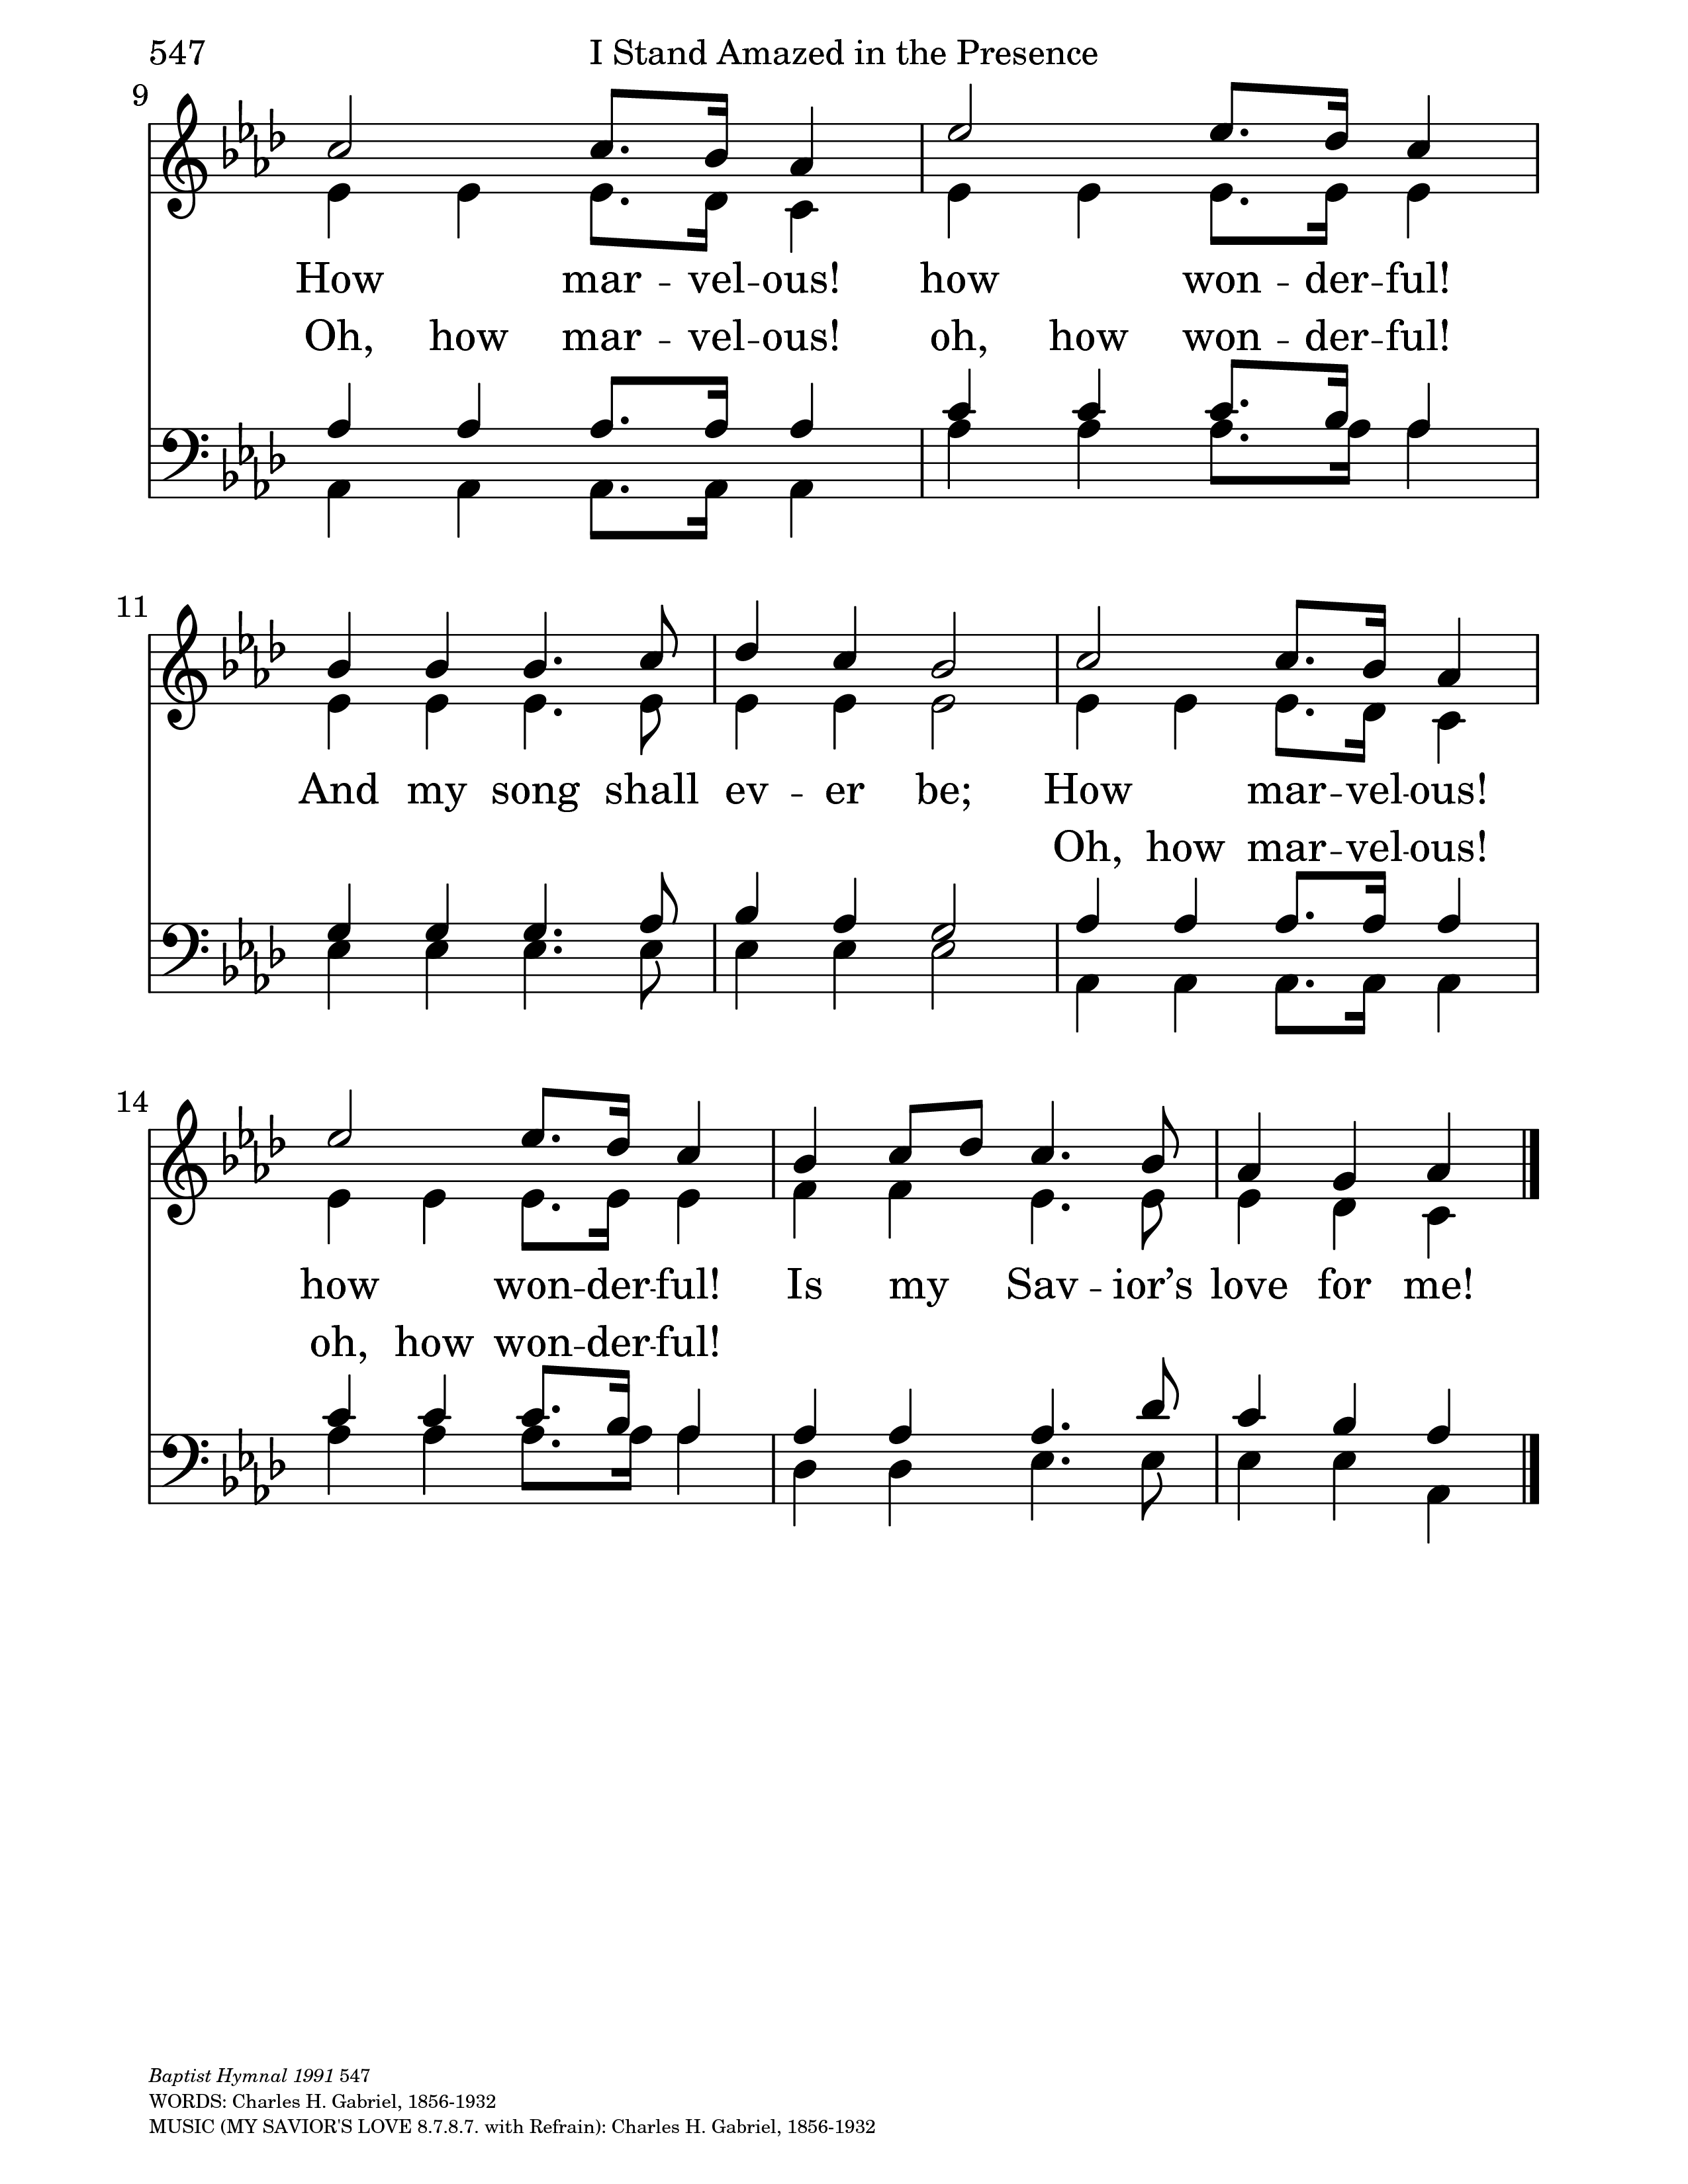 547 I Stand Amazed in the Presence
9
How mar -- vel -- ous! how won -- der -- ful!
Oh, how mar -- vel -- ous! oh, how won -- der -- ful!
11
And my song shall ev -- er be; How mar -- vel -- ous!
Oh, how mar -- vel -- ous!
14
how won -- der -- ful! Is my Sav -- ior’s love for me!
oh, how won -- der -- ful!
Baptist Hymnal 1991 547
WORDS: Charles H. Gabriel, 1856-1932
MUSIC (MY SAVIOR'S LOVE 8.7.8.7. with Refrain): Charles H. Gabriel, 1856-1932